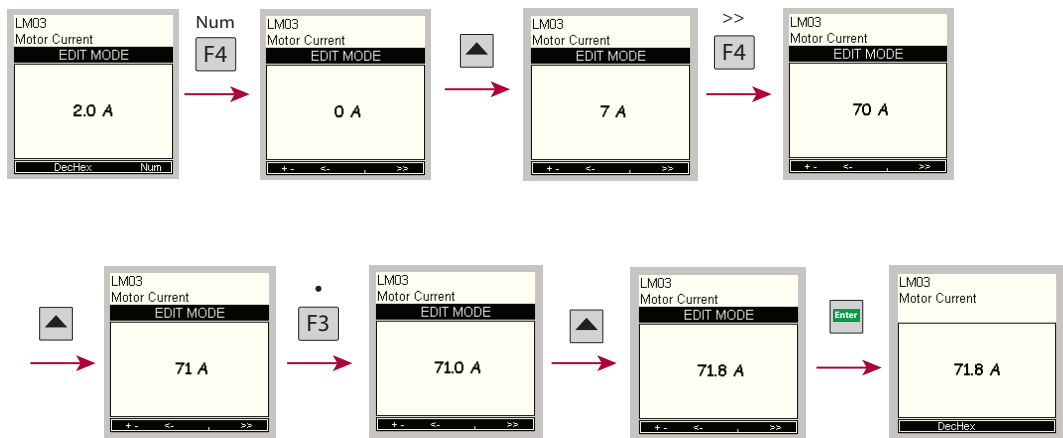 LM03
Motor Current
EDIT MODE
2.0 A
DecHex Num
Num
F4
LM03
Motor Current
EDIT MODE
0 A
+- <- , >>
LM03
Motor Current
EDIT MODE
7 A
+- <- , >>
>>
F4
LM03
Motor Current
EDIT MODE
70 A
+- <- , >>
LM03
Motor Current
EDIT MODE
71 A
+- <- , >>
•
F3
LM03
Motor Current
EDIT MODE
71.0 A
+- <- , >>
LM03
Motor Current
EDIT MODE
71.8 A
+- <- , >>
Enter
LM03
Motor Current
71.8 A
DecHex